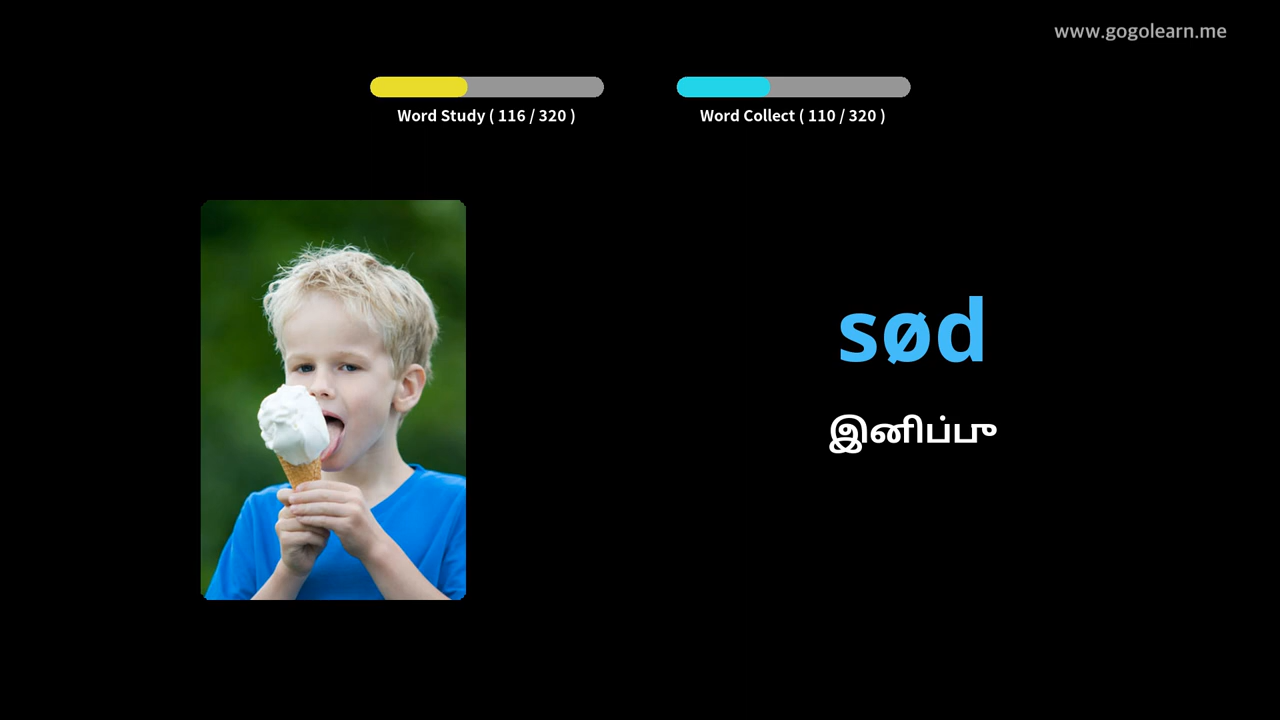 www.gogolearn.me
Word Study ( 116 / 320 )
Word Collect ( 110 / 320 )
sød
இனிப்பு